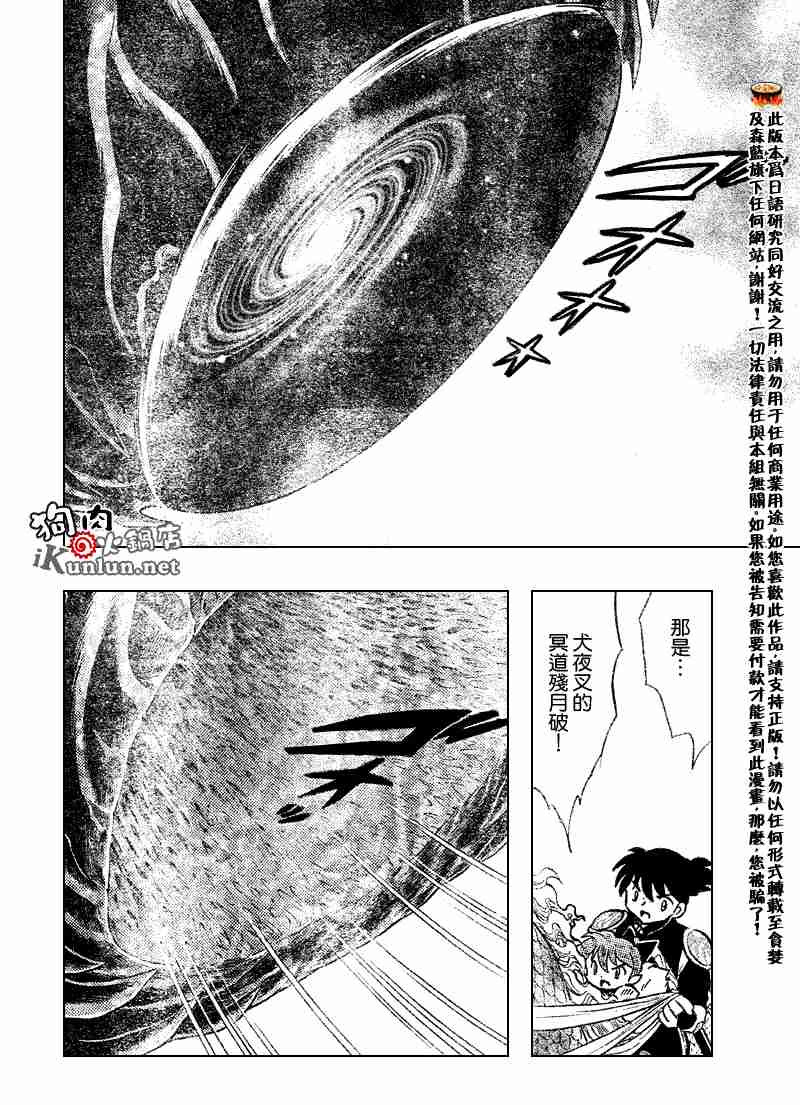 此版本爲日語研究同好交流之用，請勿用于任何商業用途。如您喜歡此作品，請支持正版！請勿以任何形式轉載至貪婪
及森藍旗下任何網站，謝謝！一切法律責任與本組無關。如果您被告知需要付款才能看到此漫畫，那麽，您被騙了！
狗肉
火鍋店
iKunlun.net
那是…
犬夜叉的
冥道殘月破！